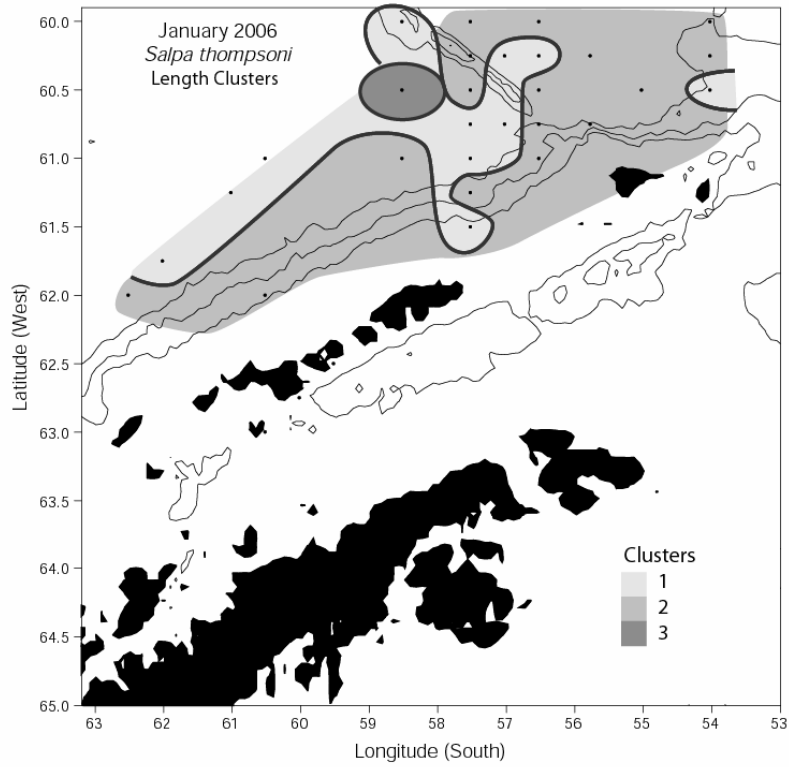 January 2006
Salpa thompsoni
Length Clusters
60.0
60.5
61.0
61.5
62.0
62.5
63.0
63.5
64.0
64.5
65.0
Latitude (West)
Clusters
1
2
3
63 62 61 60 59 58 57 56 55 54 53
Longitude (South)